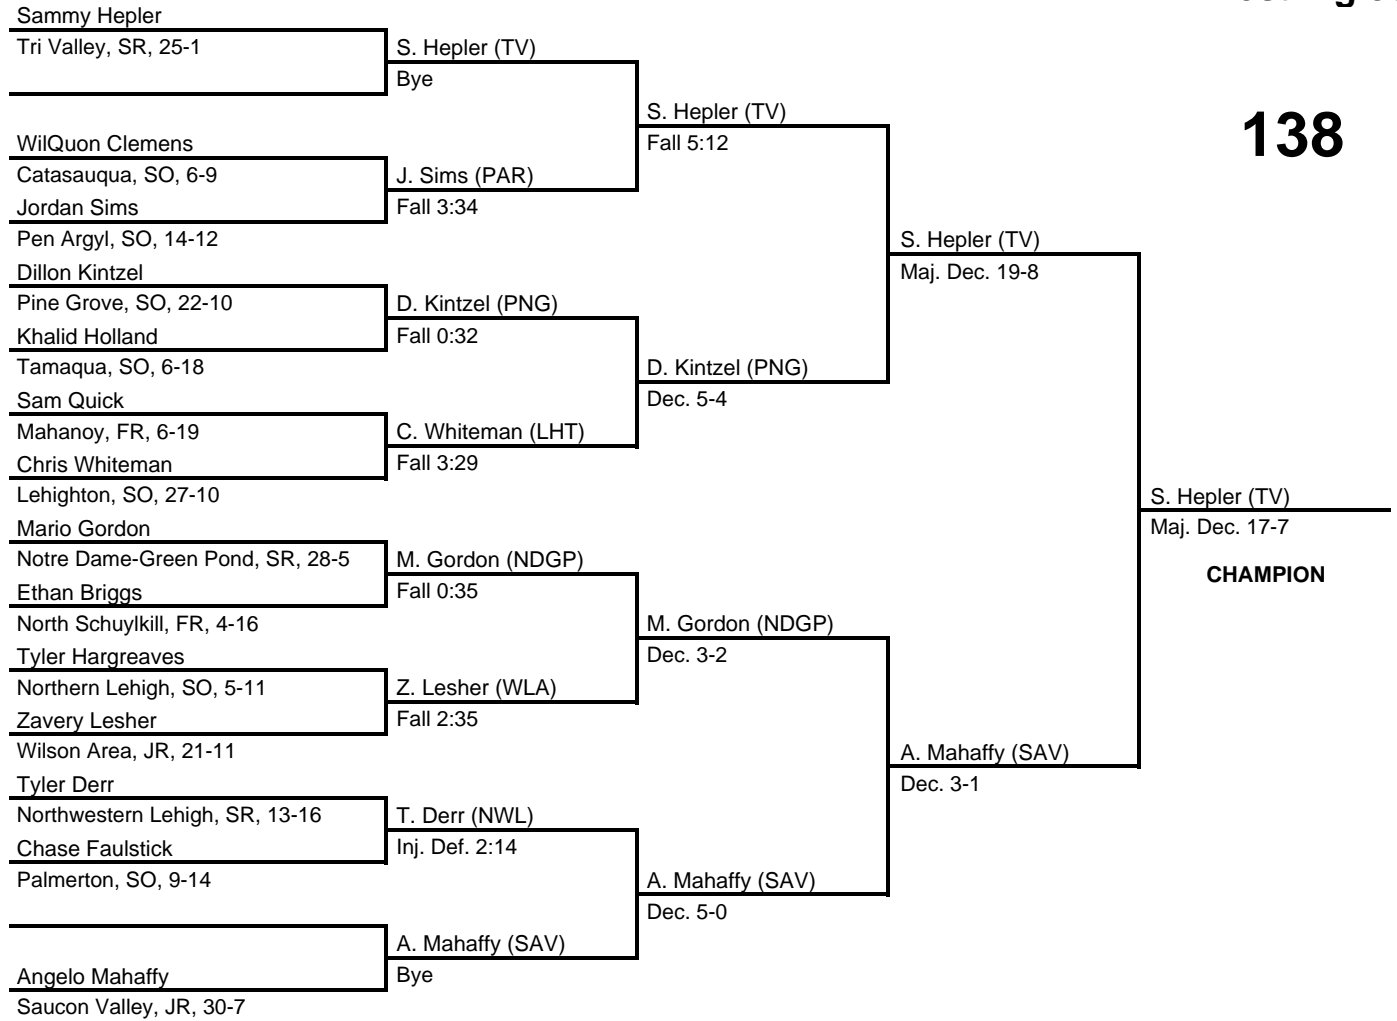 Sammy Hepler
Tri Valley, SR, 25-1
S. Hepler (TV)
Bye
S. Hepler (TV)
Fall 5:12
138
WilQuon Clemens
Catasauqua, SO, 6-9
J. Sims (PAR)
Fall 3:34
Jordan Sims
Pen Argyl, SO, 14-12
S. Hepler (TV)
Maj. Dec. 19-8
Dillon Kintzel
Pine Grove, SO, 22-10
D. Kintzel (PNG)
Fall 0:32
Khalid Holland
Tamaqua, SO, 6-18
D. Kintzel (PNG)
Dec. 5-4
Sam Quick
Mahanoy, FR, 6-19
C. Whiteman (LHT)
Fall 3:29
Chris Whiteman
Lehighton, SO, 27-10
S. Hepler (TV)
Maj. Dec. 17-7
CHAMPION
Mario Gordon
Notre Dame-Green Pond, SR, 28-5
M. Gordon (NDGP)
Fall 0:35
Ethan Briggs
North Schuylkill, FR, 4-16
M. Gordon (NDGP)
Dec. 3-2
Tyler Hargreaves
Northern Lehigh, SO, 5-11
Z. Lesher (WLA)
Fall 2:35
Zavery Lesher
Wilson Area, JR, 21-11
A. Mahaffy (SAV)
Dec. 3-1
Tyler Derr
Northwestern Lehigh, SR, 13-16
T. Derr (NWL)
Inj. Def. 2:14
Chase Faulstick
Palmerton, SO, 9-14
A. Mahaffy (SAV)
Dec. 5-0
A. Mahaffy (SAV)
Bye
Angelo Mahaffy
Saucon Valley, JR, 30-7